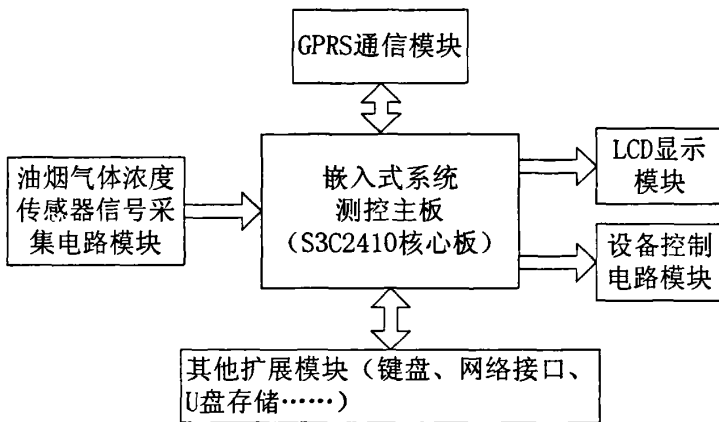 GPRS通信模块
油烟气体浓度
传感器信号采
集电路模块
嵌入式系统
测控主板
（S3C2410核心板）
LCD显示
模块
设备控制
电路模块
其他扩展模块（键盘、网络接口、
U盘存储……）